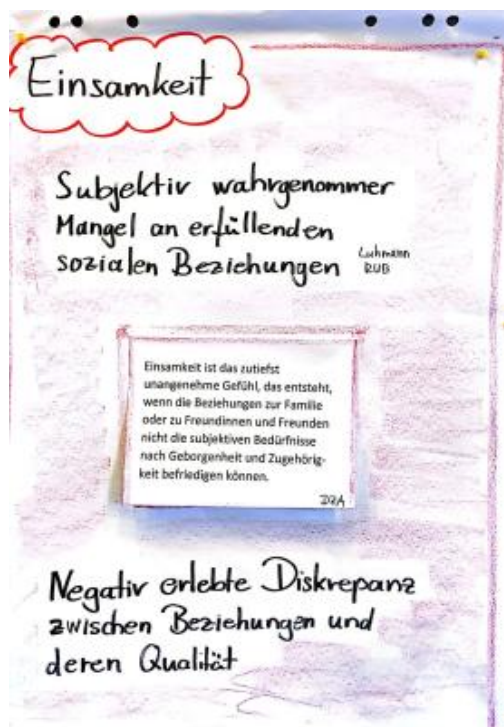 Einsamkeit
Subjektiv wahrgenommer
Mangel an erfüllenden
sozialen Beziehungen
Luhmann
RUB
Einsamkeit ist das zutiefst
unangenehme Gefühl, das entsteht,
wenn die Beziehungen zur Familie
oder zu Freundinnen und Freunden
nicht die subjektiven Bedürfnisse
nach Geborgenheit und Zugehörig-
keit befriedigen können.
DZA
Negativ erlebte Diskrepanz
zwischen Beziehungen und
deren Qualität